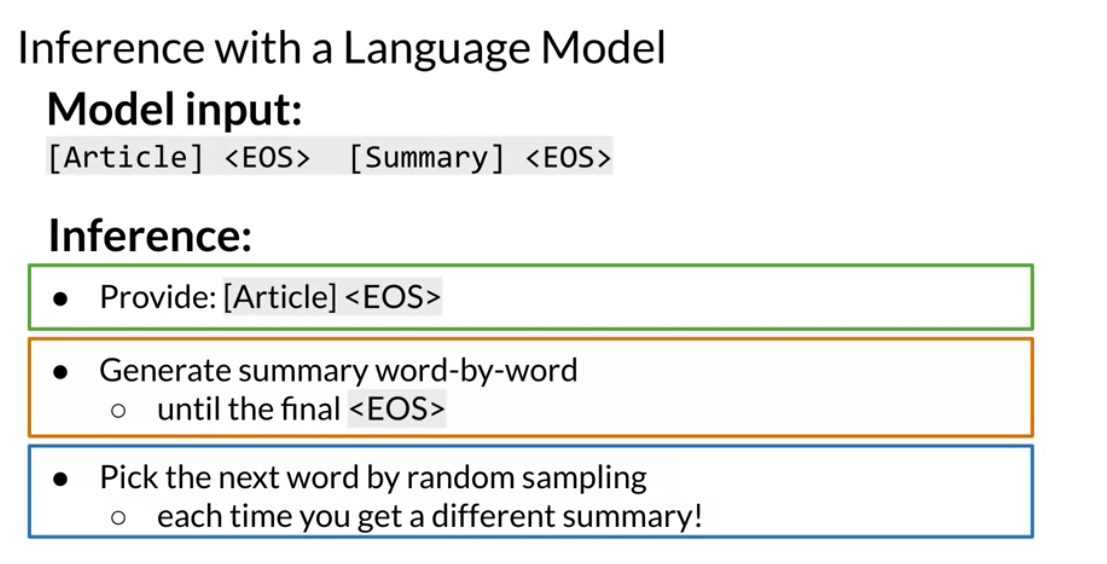 Inference with a Language Model
Model input:
[Article] <EOS> [Summary] <EOS>
Inference:
● Provide: [Article] <EOS>
● Generate summary word-by-word
○ until the final <EOS>
● Pick the next word by random sampling
○ each time you get a different summary!